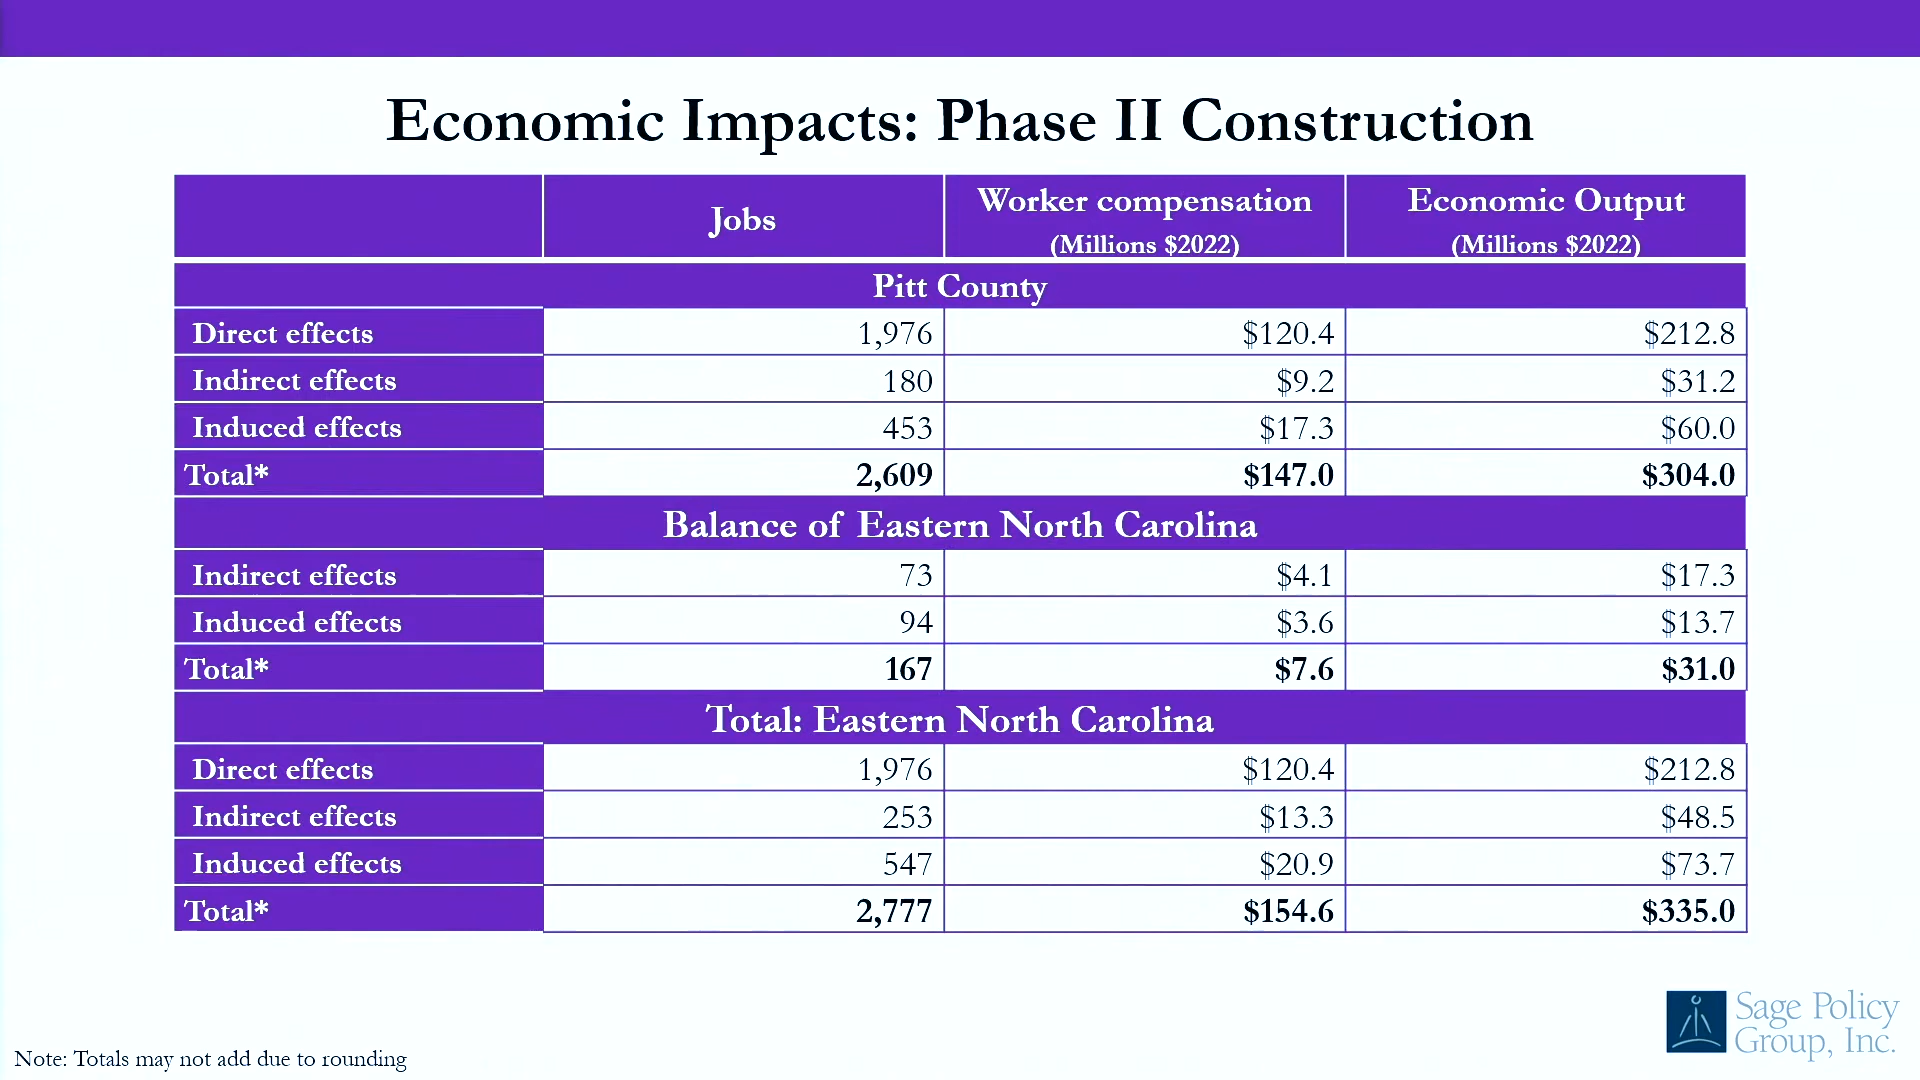 Economic Impacts: Phase II Construction
Jobs
Worker compensation
(Millions $2022)
Economic Output
(Millions $2022)
Pitt County
Direct effects 1,976 $120.4 $212.8
Indirect effects 180 $9.2 $31.2
Induced effects 453 $17.3 $60.0
Total* 2,609 $147.0 $304.0
Balance of Eastern North Carolina
Indirect effects 73 $4.1 $17.3
Induced effects 94 $3.6 $13.7
Total* 167 $7.6 $31.0
Total: Eastern North Carolina
Direct effects 1,976 $120.4 $212.8
Indirect effects 253 $13.3 $48.5
Induced effects 547 $20.9 $73.7
Total* 2,777 $154.6 $335.0
Sage Policy
Group, Inc.
Note: Totals may not add due to rounding